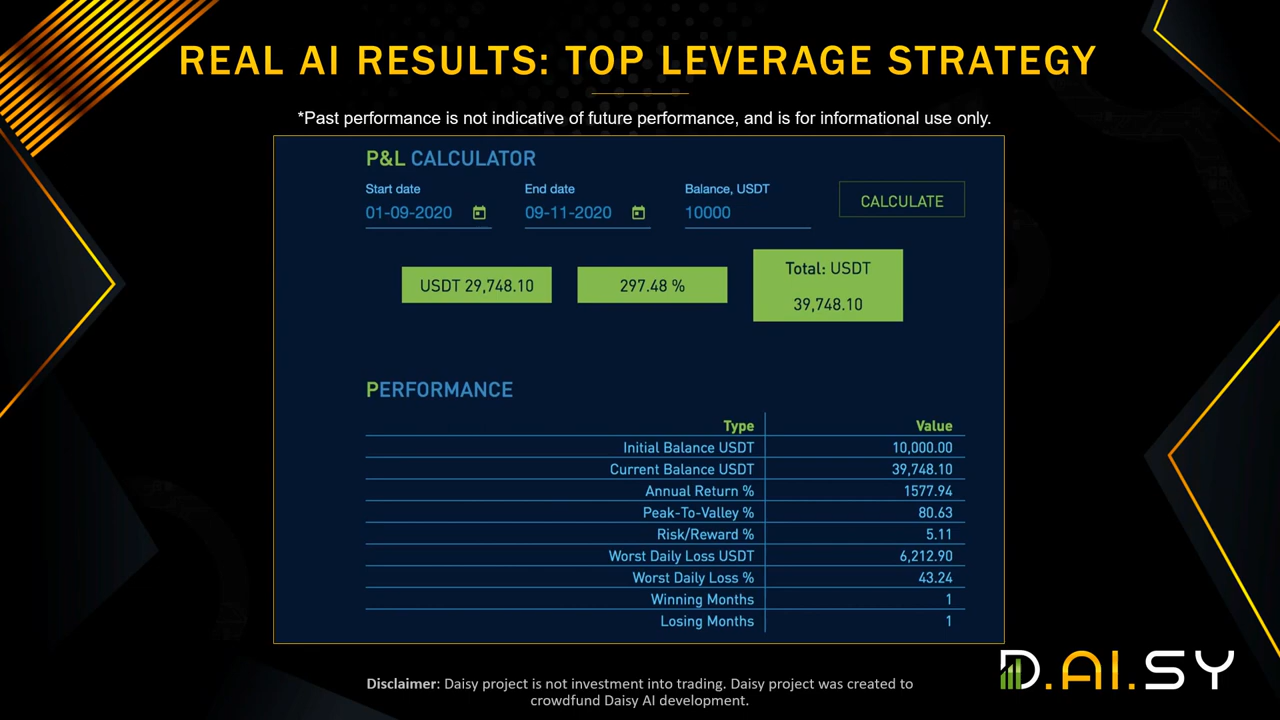 REAL AI RESULTS: TOP LEVERAGE STRATEGY
*Past performance is not indicative of future performance, and is for informational use only.
P&L CALCULATOR
Start date End date Balance, USDT
01-09-2020 09-11-2020 10000 CALCULATE
USDT 29,748.10 297.48 % Total: USDT
39,748.10
PERFORMANCE
Type Value
Initial Balance USDT 10,000.00
Current Balance USDT 39,748.10
Annual Return % 1577.94
Peak-To-Valley % 80.63
Risk/Reward % 5.11
Worst Daily Loss USDT 6,212.90
Worst Daily Loss % 43.24
Winning Months 1
Losing Months 1
Disclaimer: Daisy project is not investment into trading. Daisy project was created to
crowdfund Daisy AI development.
D.AI.SY